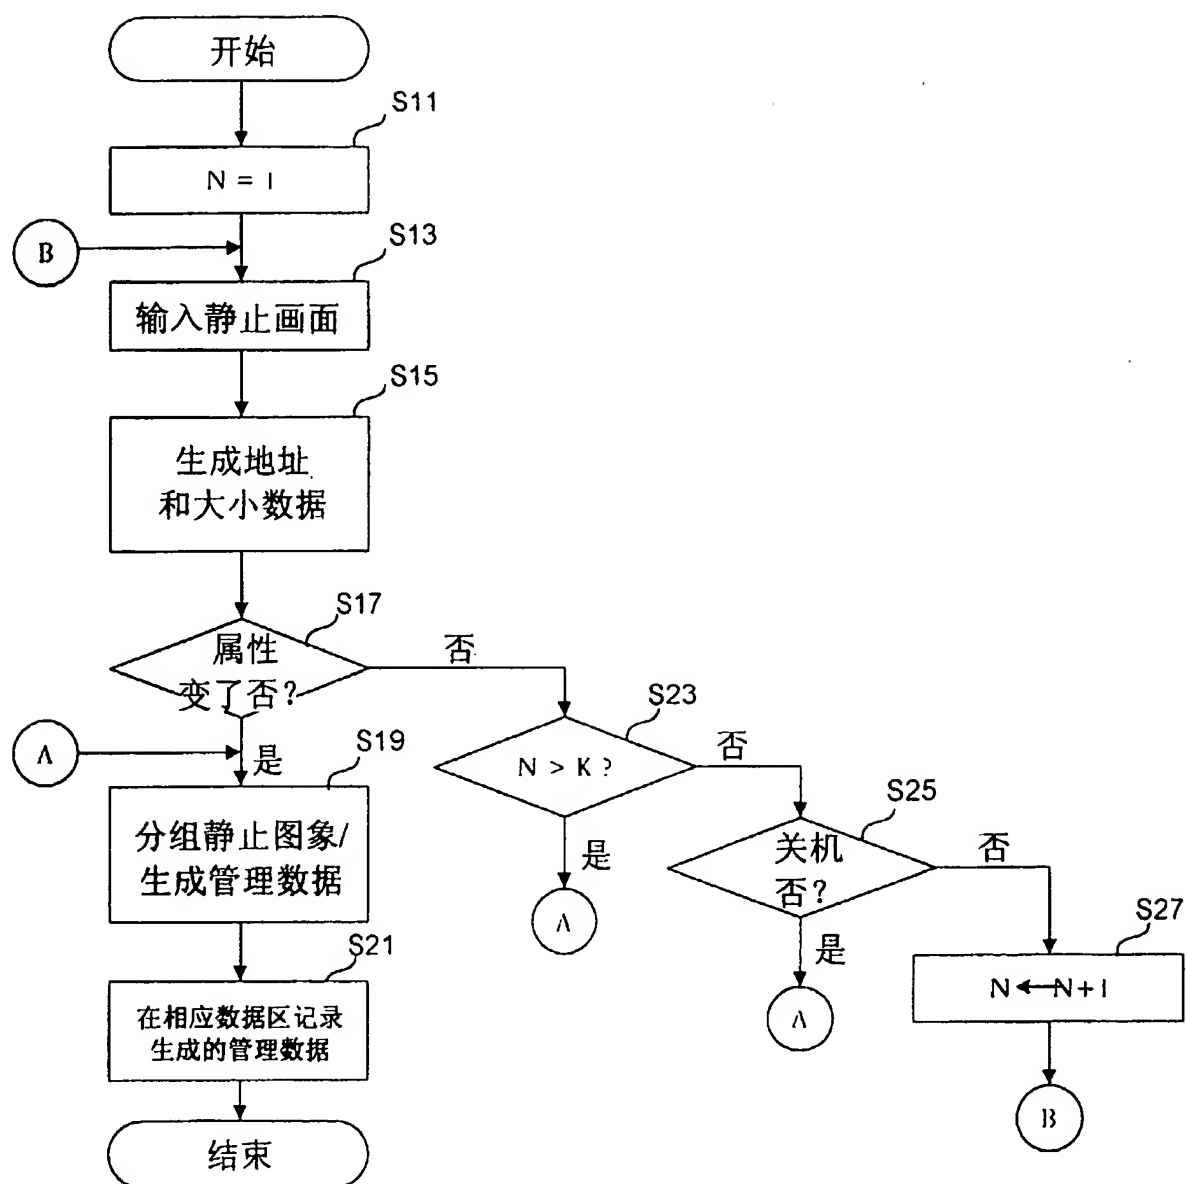 开始
S11
N = 1
B
S13
输入静止画面
S15
生成地址
和大小数据
S17
属性
变了否?
否
A
是
S19
分组静止图象/
生成管理数据
S21
在相应数据区记录
生成的管理数据
结束
S23
N > K ?
否
是
A
S25
关机
否?
否
是
A
S27
N←N+1
B